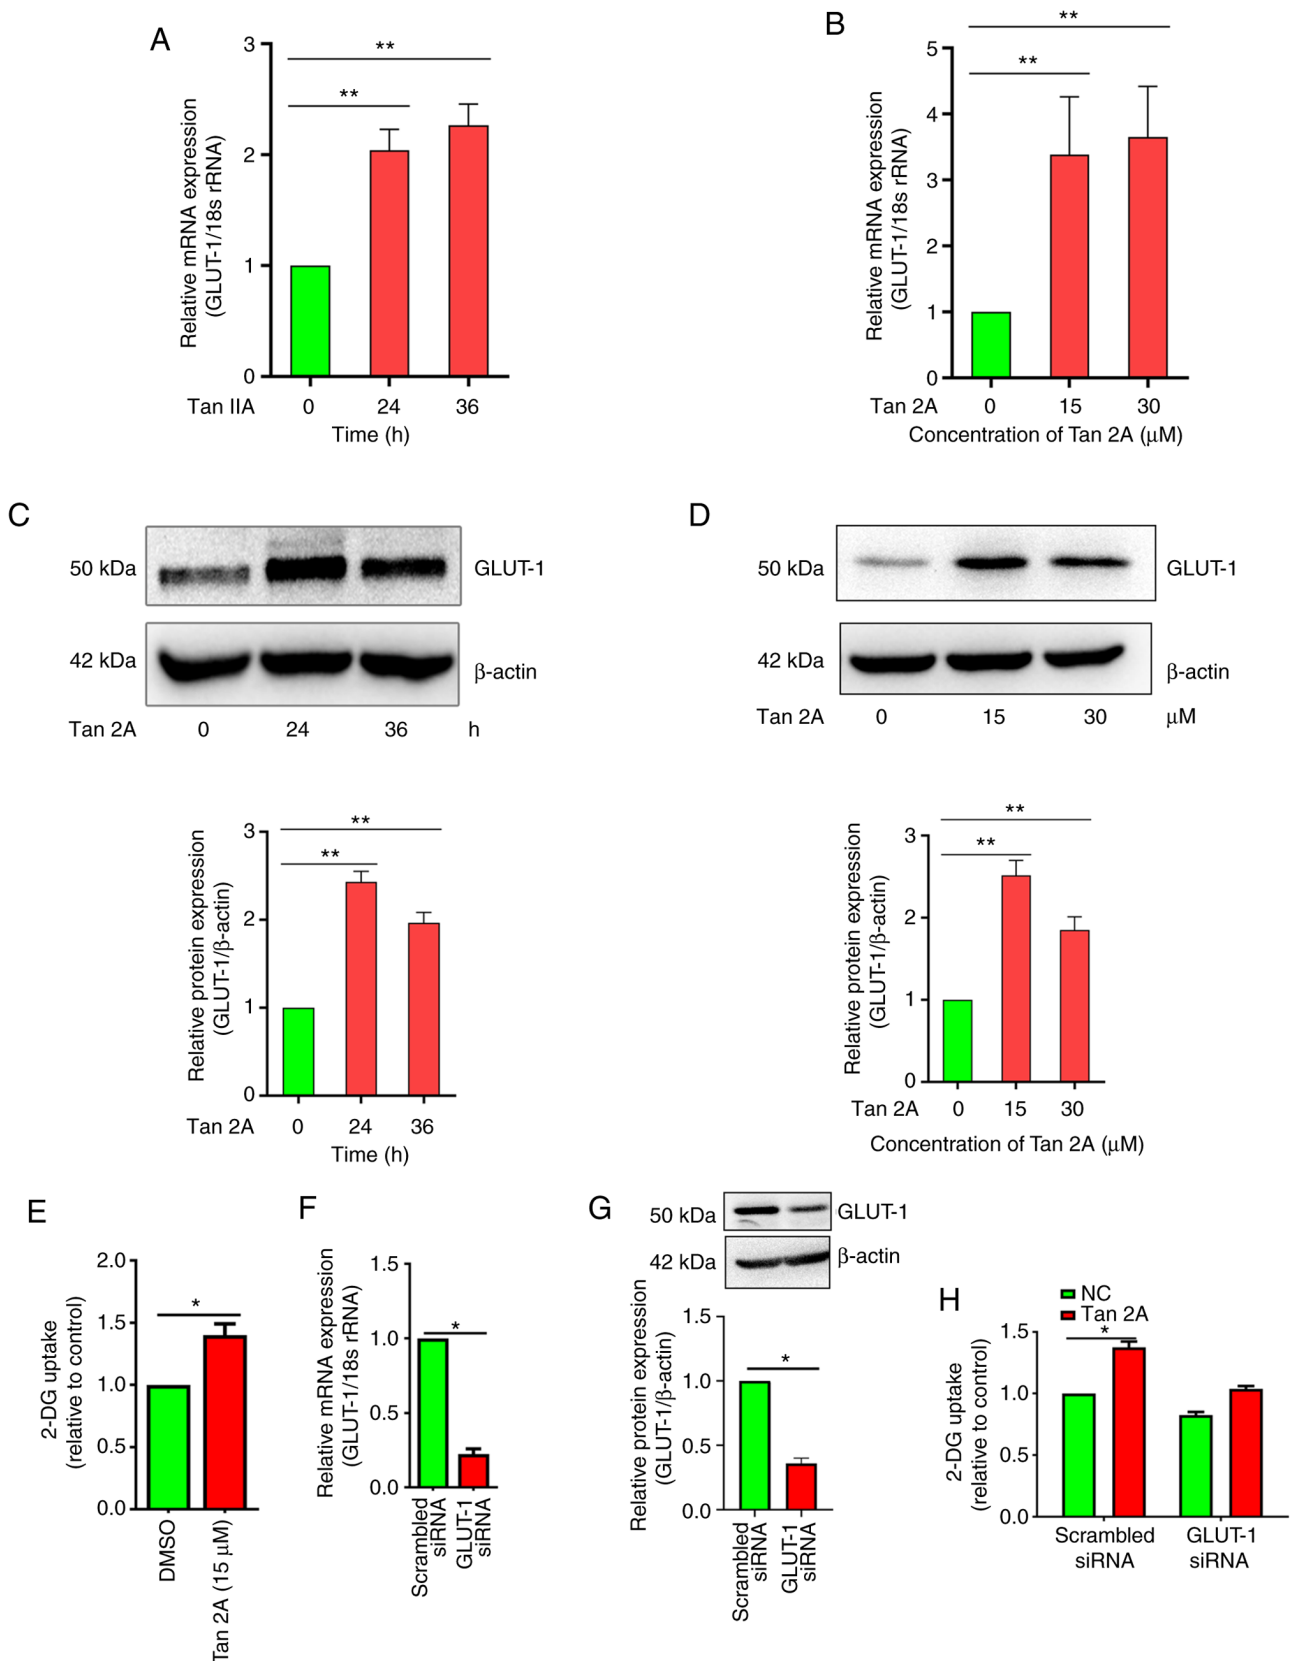 A
Relative mRNA expression
(GLUT-1/18s rRNA)
3
2
1
0
**
**
Tan IIA 0 24 36
Time (h)
B
Relative mRNA expression
(GLUT-1/18s rRNA)
5
4
3
2
1
0
**
**
Tan 2A 0 15 30
Concentration of Tan 2A (μM)
C
50 kDa GLUT-1
42 kDa β-actin
Tan 2A 0 24 36 h
Relative protein expression
(GLUT-1/β-actin)
3
2
1
0
**
**
Tan 2A 0 24 36
Time (h)
D
50 kDa GLUT-1
42 kDa β-actin
Tan 2A 0 15 30 μM
Relative protein expression
(GLUT-1/β-actin)
3
2
1
0
**
**
Tan 2A 0 15 30
Concentration of Tan 2A (μM)
E
2-DG uptake
(relative to control)
2.0
1.5
1.0
0.5
0.0
*
DMSO
Tan 2A (15 μM)
F
Relative mRNA expression
(GLUT-1/18s rRNA)
1.5
1.0
0.5
0.0
*
Scrambled
siRNA
GLUT-1
siRNA
G
50 kDa GLUT-1
42 kDa β-actin
Relative protein expression
(GLUT-1/β-actin)
1.5
1.0
0.5
0.0
*
Scrambled
siRNA
GLUT-1
siRNA
H
NC
Tan 2A
2-DG uptake
(relative to control)
1.5
1.0
0.5
0.0
*
Scrambled
siRNA
GLUT-1
siRNA